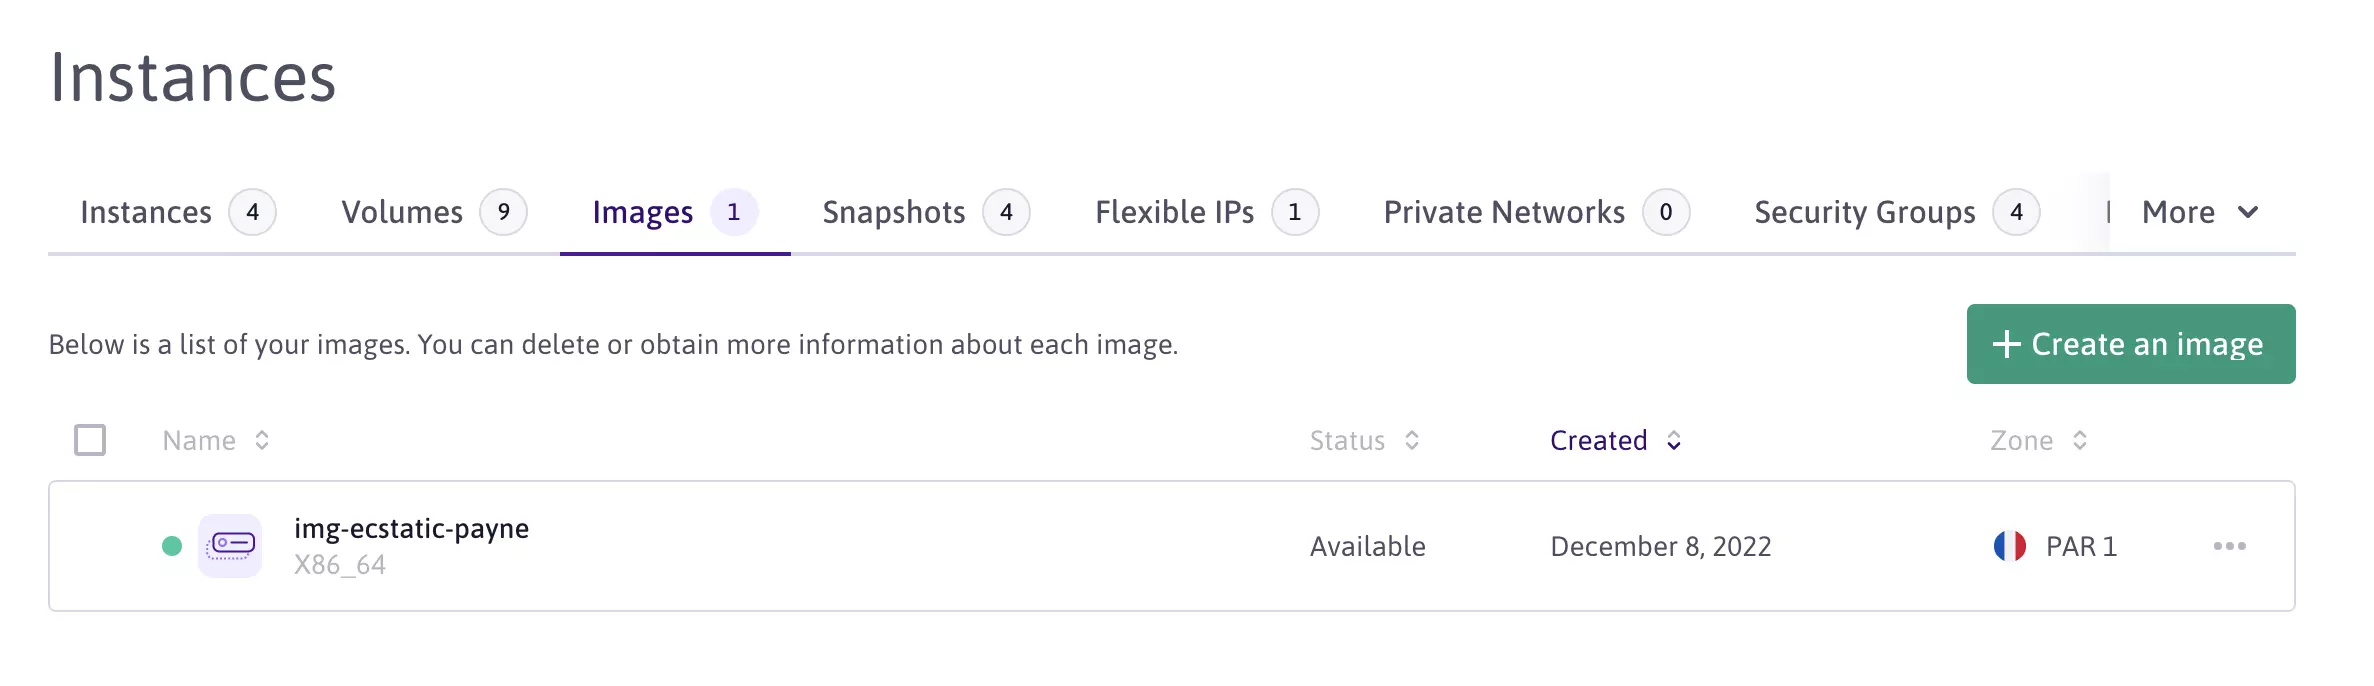 Instances
Instances 4 Volumes 9 Images 1 Snapshots 4 Flexible IPs 1 Private Networks 0 Security Groups 4 More
Below is a list of your images. You can delete or obtain more information about each image.
+ Create an image
Name Status Created Zone
img-ecstatic-payne
X86_64
Available December 8, 2022 PAR 1